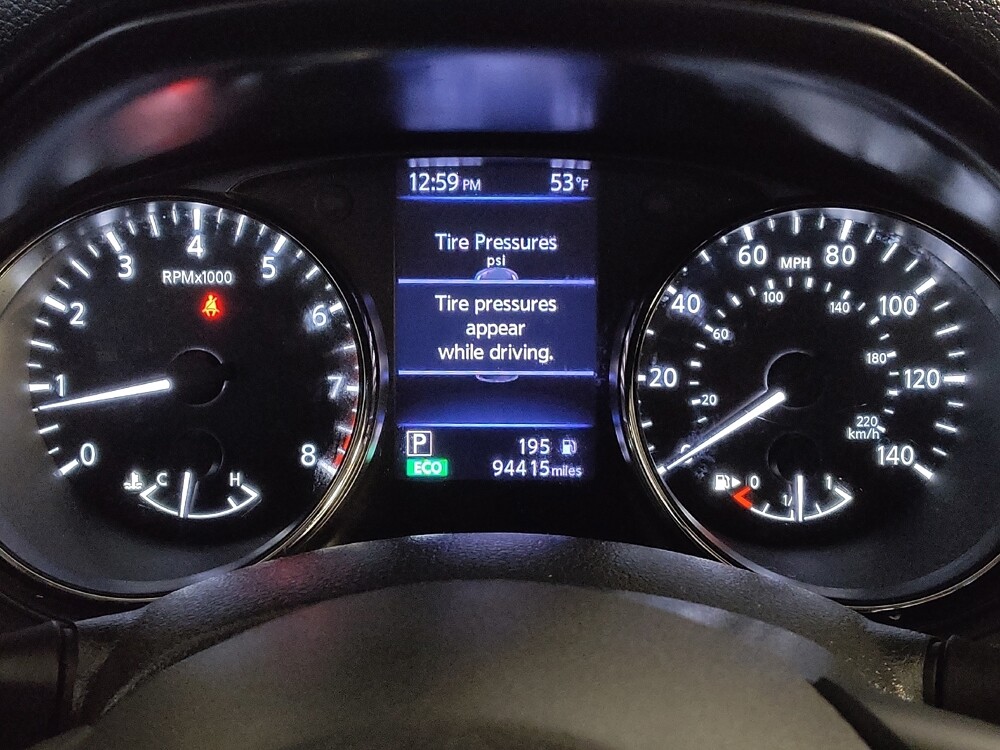 12:59 PM 53°F
Tire Pressures
psi
Tire pressures
appear
while driving.
P 195
ECO 94415 miles
0 1 2 3 4 5 6 7 8
RPMx1000
C H
20 40 60 80 100 120 140
MPH
20 60 100 140 180 220
km/h
0 1/ 1